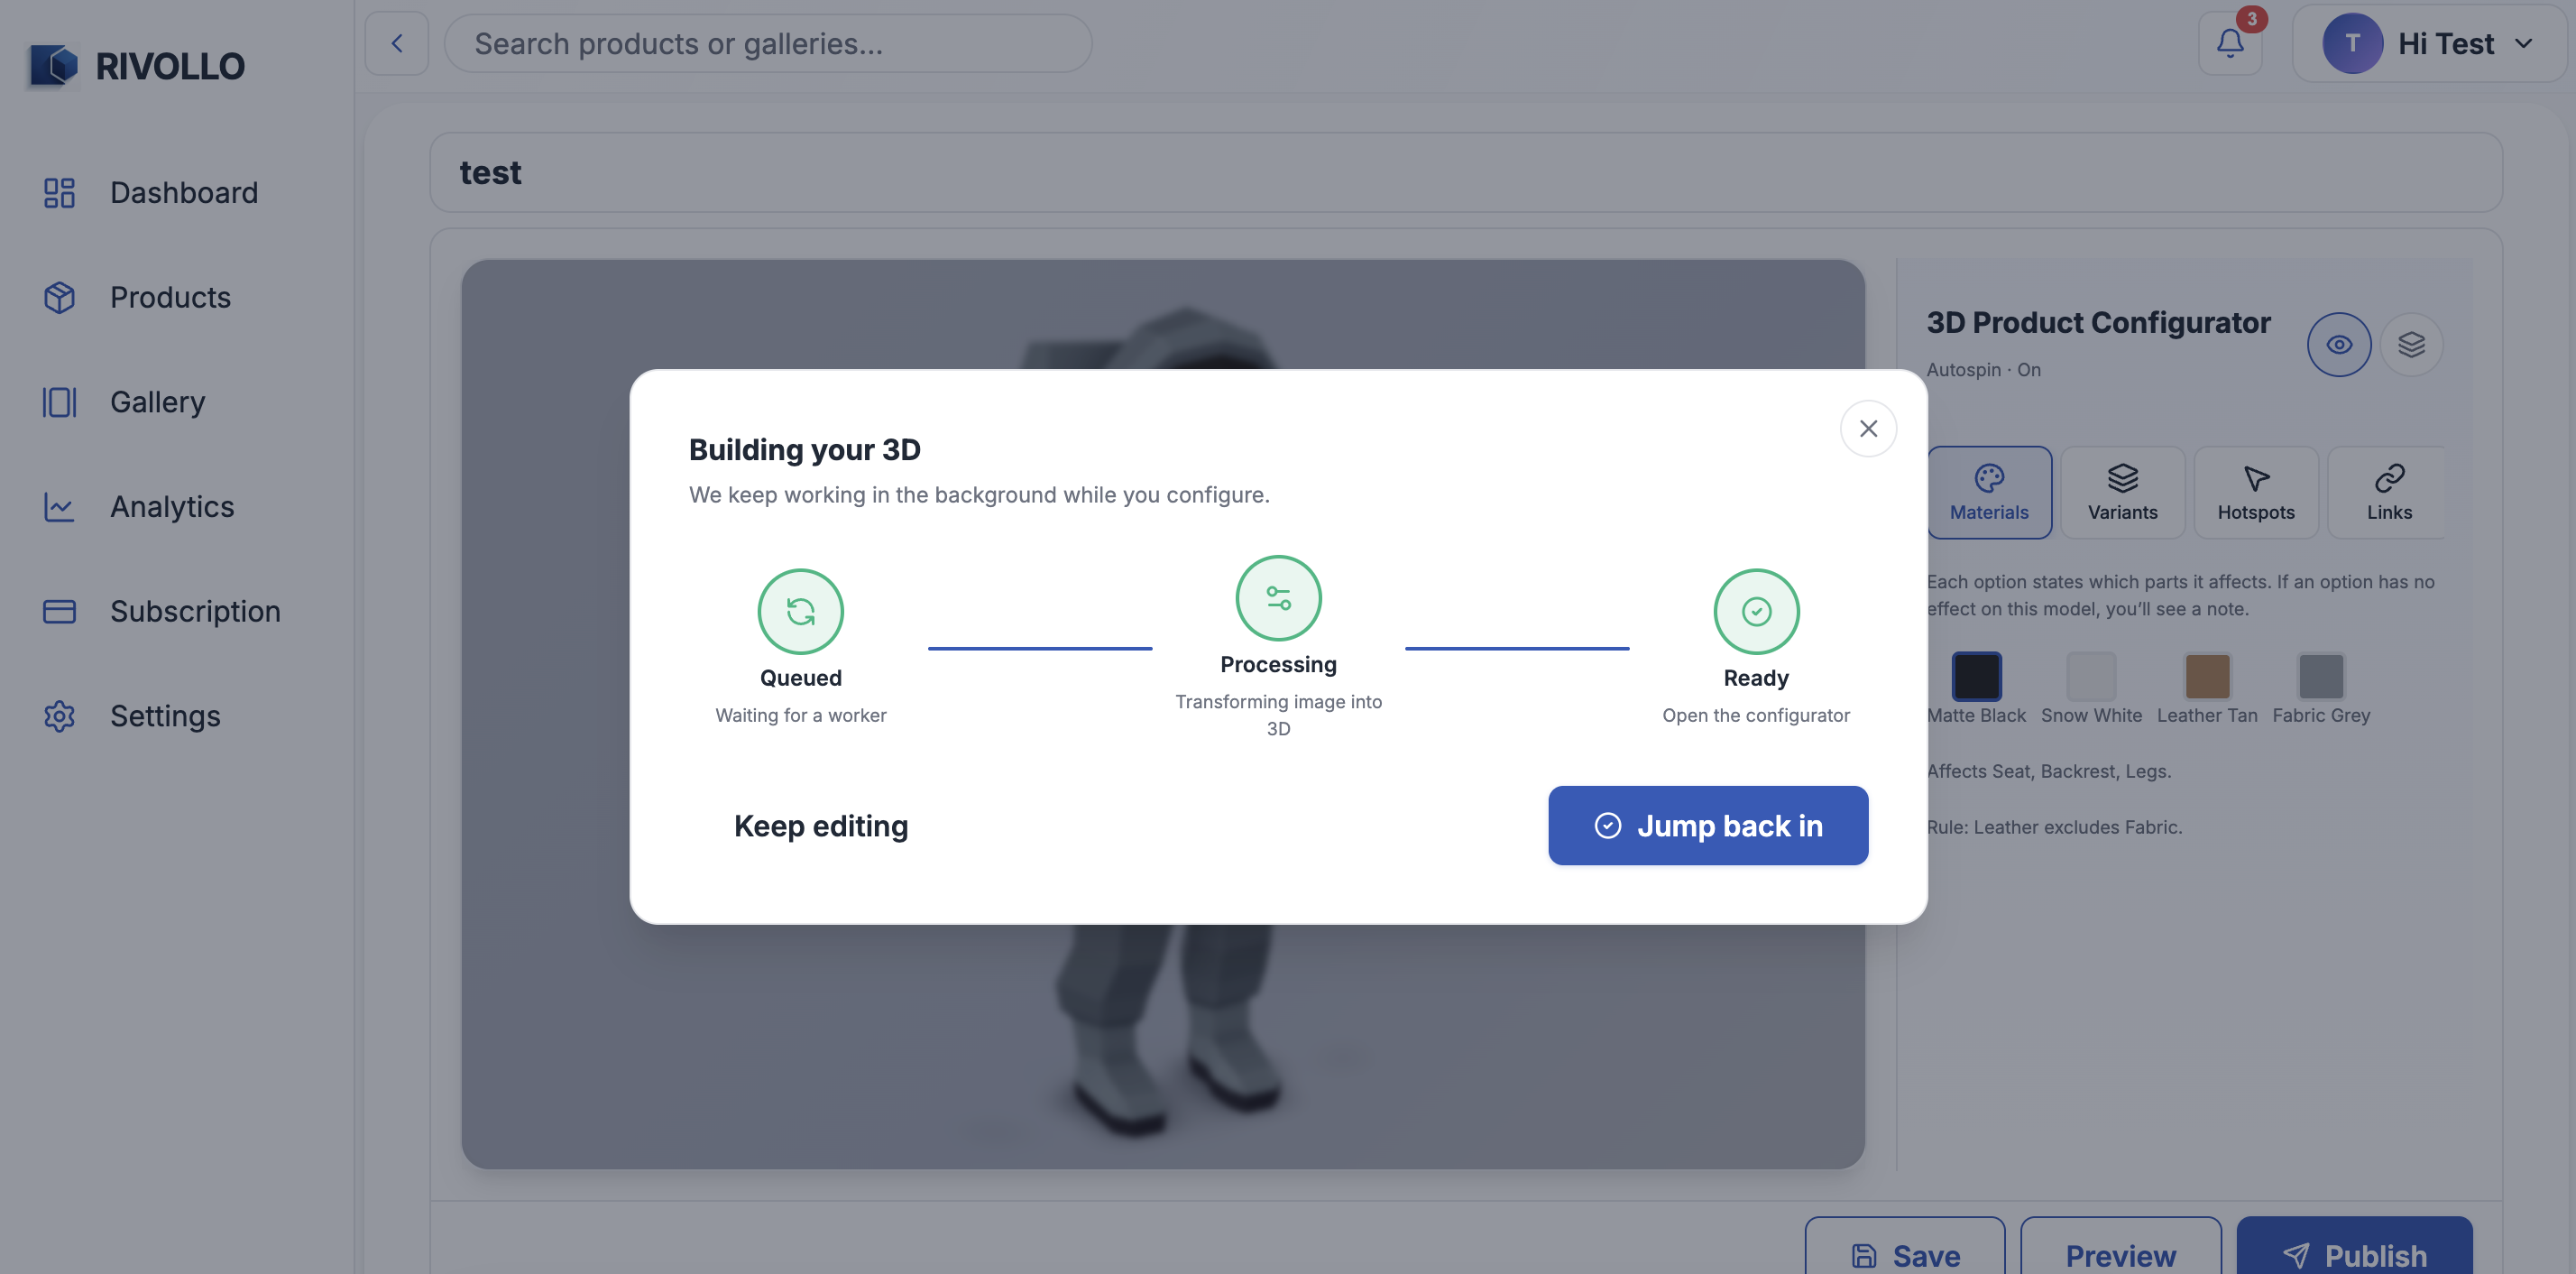 RIVOLLO
Search products or galleries...
3
T
Hi Test
Dashboard
Products
Gallery
Analytics
Subscription
Settings
test
3D Product Configurator
Autospin · On
Materials
Variants
Hotspots
Links
Each option states which parts it affects. If an option has no
effect on this model, you’ll see a note.
Matte Black
Snow White
Leather Tan
Fabric Grey
Affects Seat, Backrest, Legs.
Rule: Leather excludes Fabric.
Building your 3D
We keep working in the background while you configure.
Queued
Waiting for a worker
Processing
Transforming image into
3D
Ready
Open the configurator
Keep editing
Jump back in
Save
Preview
Publish